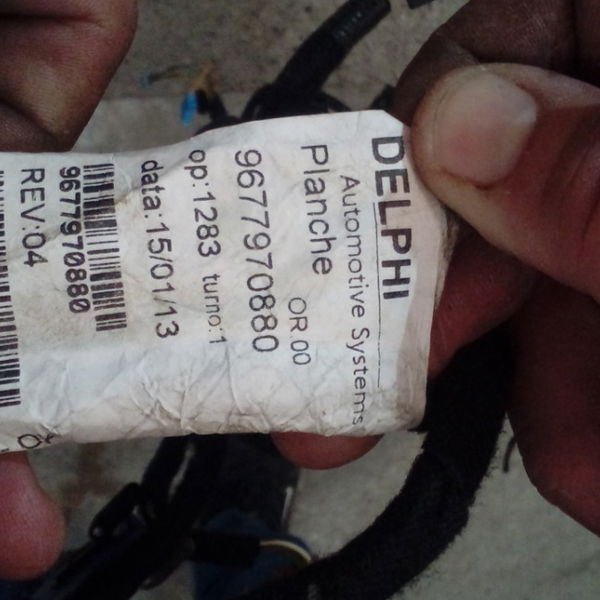 DELPHI
Automotive Systems
Planche OR.00
9677970880
op:1283 turno:1
data:15/01/13
9677970880
REV:04